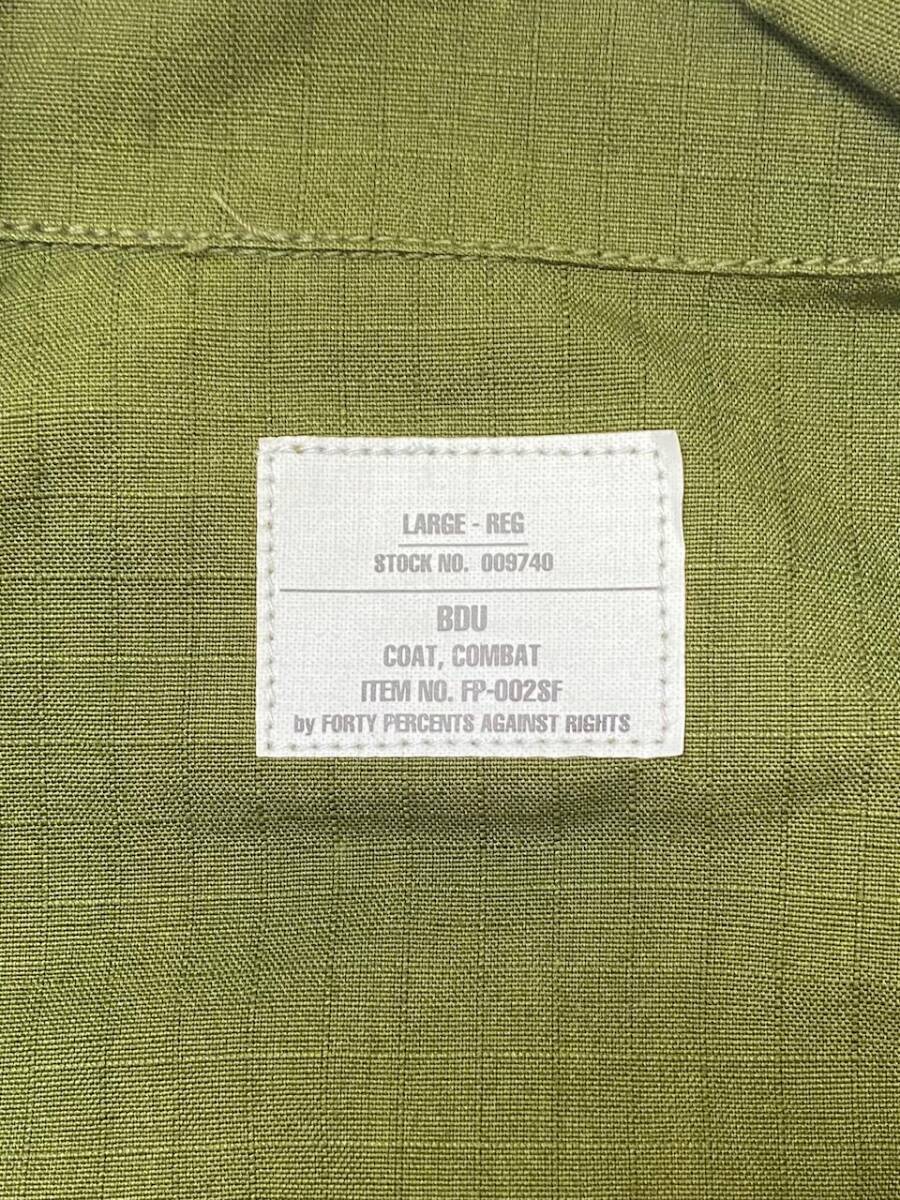 LARGE - REG
STOCK NO. 009740
BDU
COAT, COMBAT
ITEM NO. FP-002SF
by FORTY PERCENTS AGAINST RIGHTS